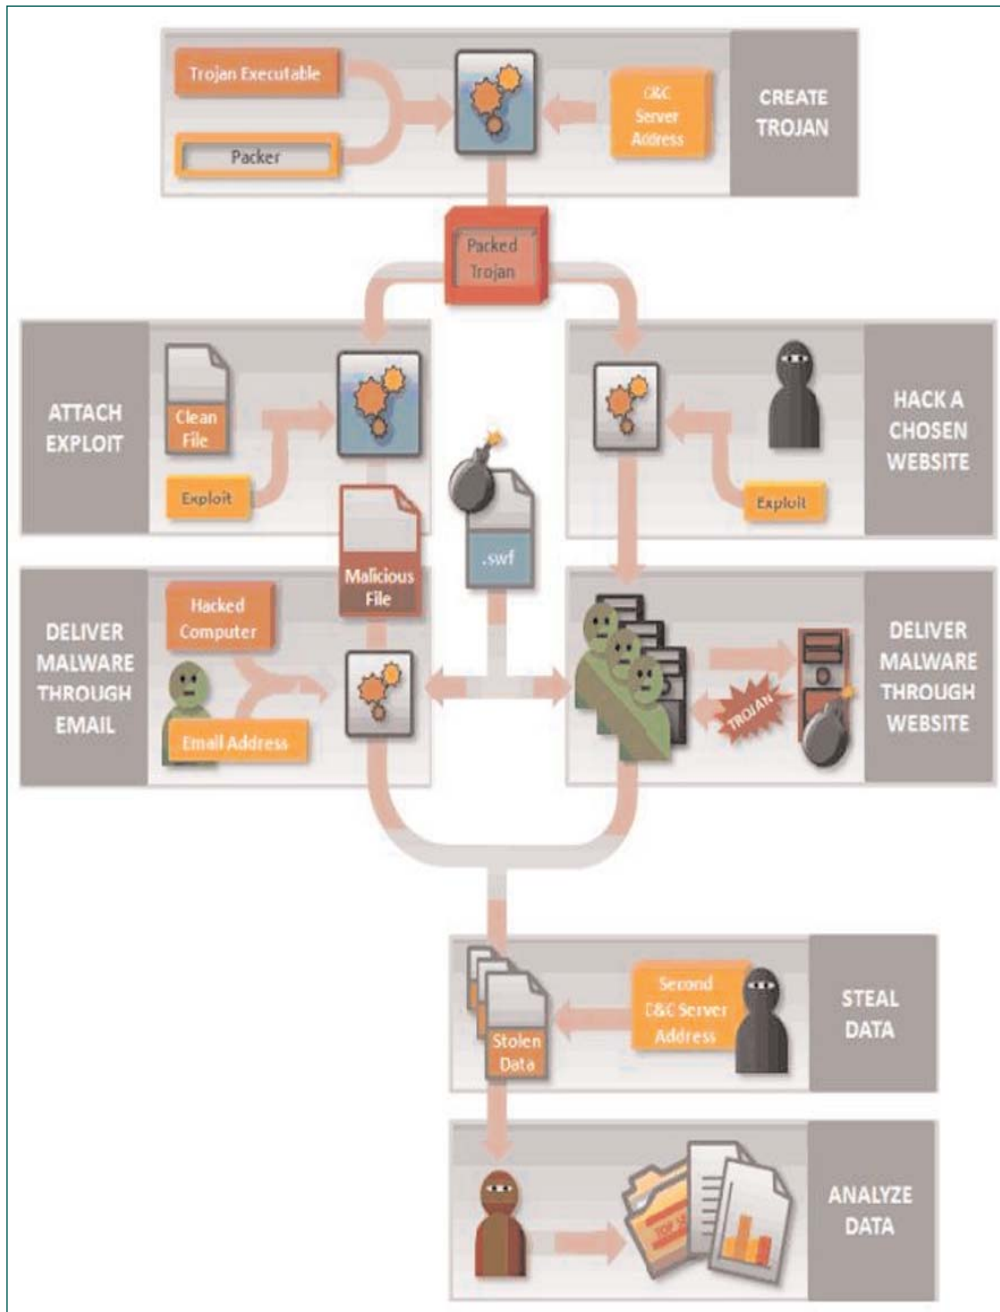 Trojan Executable
Packer
C&C
Server
Address
CREATE
TROJAN
Packed
Trojan
ATTACH
EXPLOIT
Clean
File
Exploit
HACK A
CHOSEN
WEBSITE
Exploit
.swf
Malicious
File
DELIVER
MALWARE
THROUGH
EMAIL
Hacked
Computer
Email Address
TROJAN
DELIVER
MALWARE
THROUGH
WEBSITE
Stolen
Data
Second
C&C Server
Address
STEAL
DATA
TOP SE
ANALYZE
DATA